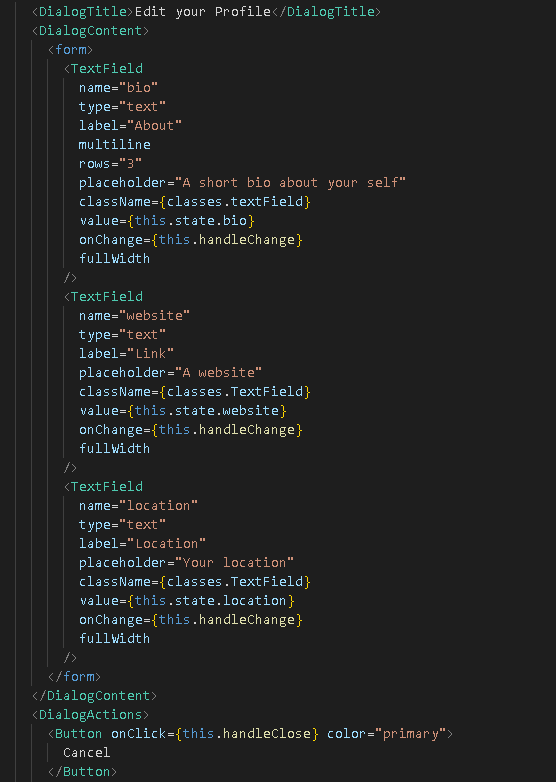 <DialogTitle>Edit your Profile</DialogTitle>
<DialogContent>
<form>
<TextField
name="bio"
type="text"
label="About"
multiline
rows="3"
placeholder="A short bio about your self"
className={classes.textField}
value={this.state.bio}
onChange={this.handleChange}
fullWidth
/>
<TextField
name="website"
type="text"
label="Link"
placeholder="A website"
className={classes.TextField}
value={this.state.website}
onChange={this.handleChange}
fullWidth
/>
<TextField
name="location"
type="text"
label="Location"
placeholder="Your location"
className={classes.TextField}
value={this.state.location}
onChange={this.handleChange}
fullWidth
/>
</form>
</DialogContent>
<DialogActions>
<Button onClick={this.handleClose} color="primary">
Cancel
</Button>